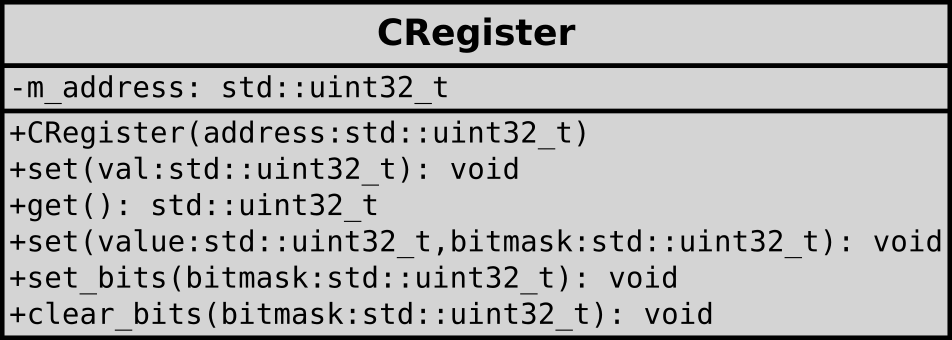 CRegister
-m_address: std::uint32_t
+CRegister(address:std::uint32_t)
+set(val:std::uint32_t): void
+get(): std::uint32_t
+set(value:std::uint32_t,bitmask:std::uint32_t): void
+set_bits(bitmask:std::uint32_t): void
+clear_bits(bitmask:std::uint32_t): void